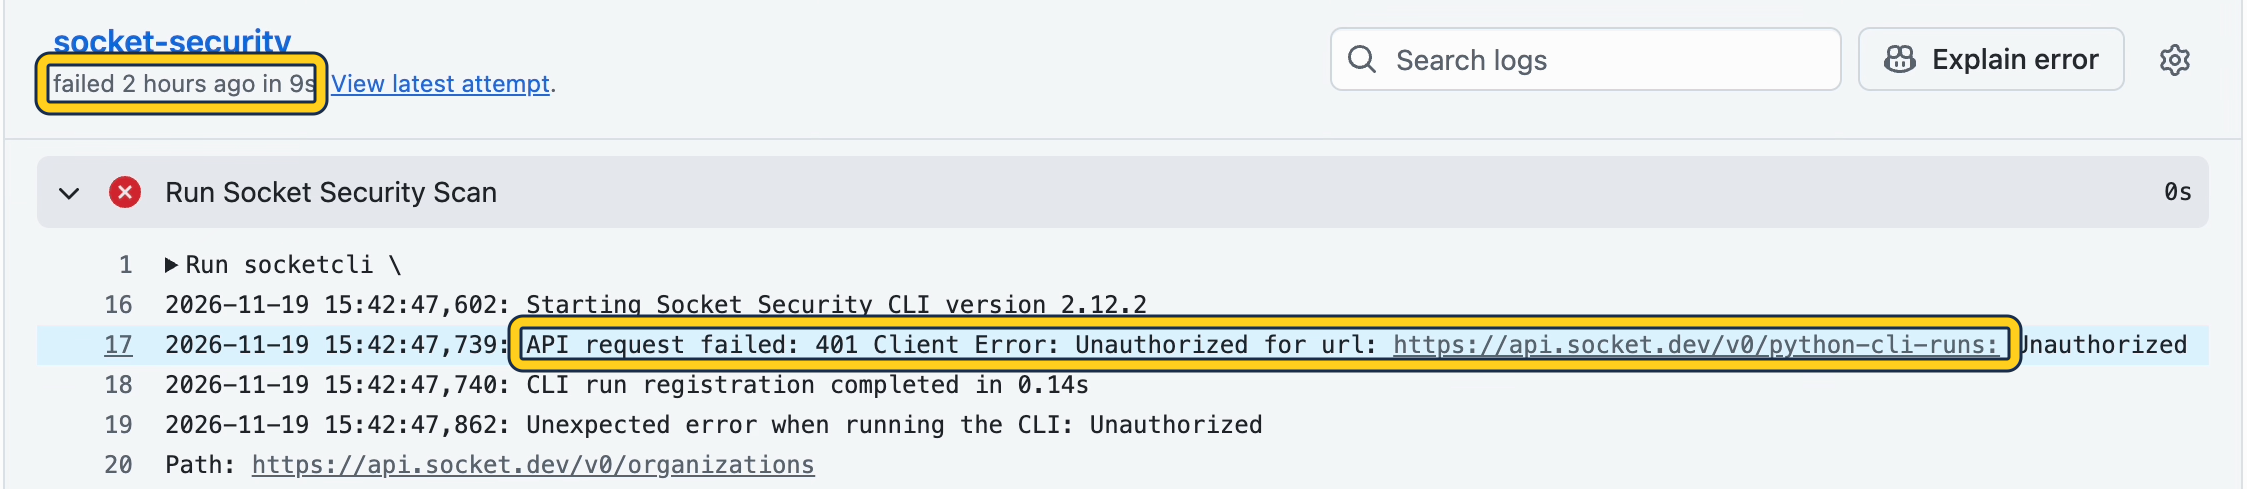 socket-security
failed 2 hours ago in 9s View latest attempt.
Search logs
Explain error
Run Socket Security Scan 0s
1 Run socketcli \
16 2026-11-19 15:42:47,602: Starting Socket Security CLI version 2.12.2
17 2026-11-19 15:42:47,739: API request failed: 401 Client Error: Unauthorized for url: https://api.socket.dev/v0/python-cli-runs: Unauthorized
18 2026-11-19 15:42:47,740: CLI run registration completed in 0.14s
19 2026-11-19 15:42:47,862: Unexpected error when running the CLI: Unauthorized
20 Path: https://api.socket.dev/v0/organizations